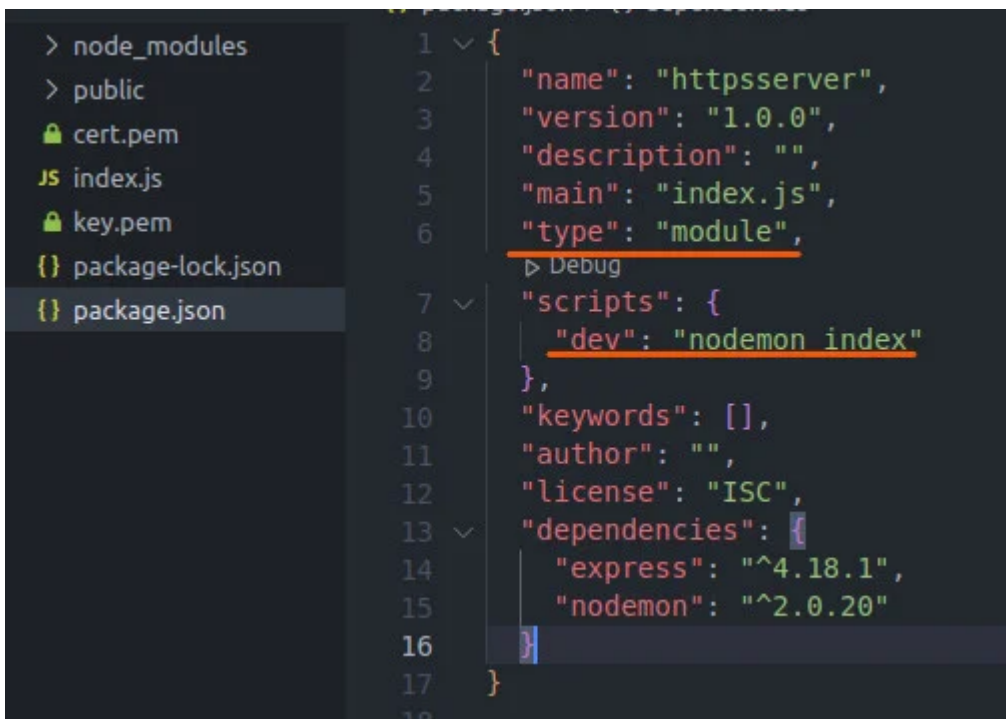 node_modules
public
cert.pem
JS index.js
key.pem
{} package-lock.json
{} package.json
1 {
2 "name": "httpsserver",
3 "version": "1.0.0",
4 "description": "",
5 "main": "index.js",
6 "type": "module",
Debug
7 "scripts": {
8 "dev": "nodemon index"
9 },
10 "keywords": [],
11 "author": "",
12 "license": "ISC",
13 "dependencies": {
14 "express": "^4.18.1",
15 "nodemon": "^2.0.20"
16 }
17 }